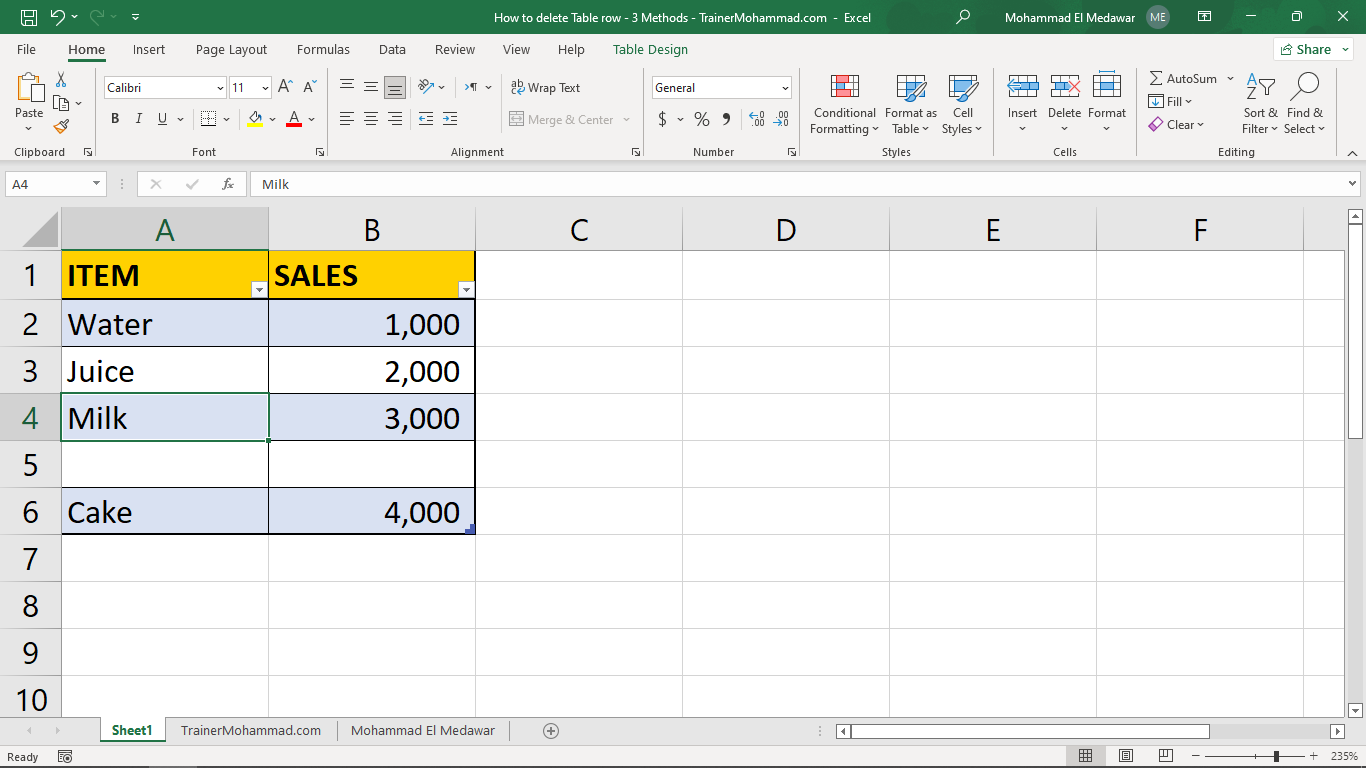 How to delete Table row - 3 Methods - TrainerMohammad.com - Excel
Mohammad El Medawar
ME
File Home Insert Page Layout Formulas Data Review View Help Table Design
Share
Paste
Clipboard
Calibri 11
A A
B I U A
Font
ab Wrap Text
Merge & Center
Alignment
General
$ % 9 .00 .00
Number
Conditional Formatting
Format as Table
Cell Styles
Styles
Insert Delete Format
Cells
AutoSum
Fill
Clear
Sort & Filter
Find & Select
Editing
A4
fx
Milk
A B C D E F
1 ITEM SALES
2 Water 1,000
3 Juice 2,000
4 Milk 3,000
5
6 Cake 4,000
7
8
9
10
Sheet1 TrainerMohammad.com Mohammad El Medawar
Ready
235%